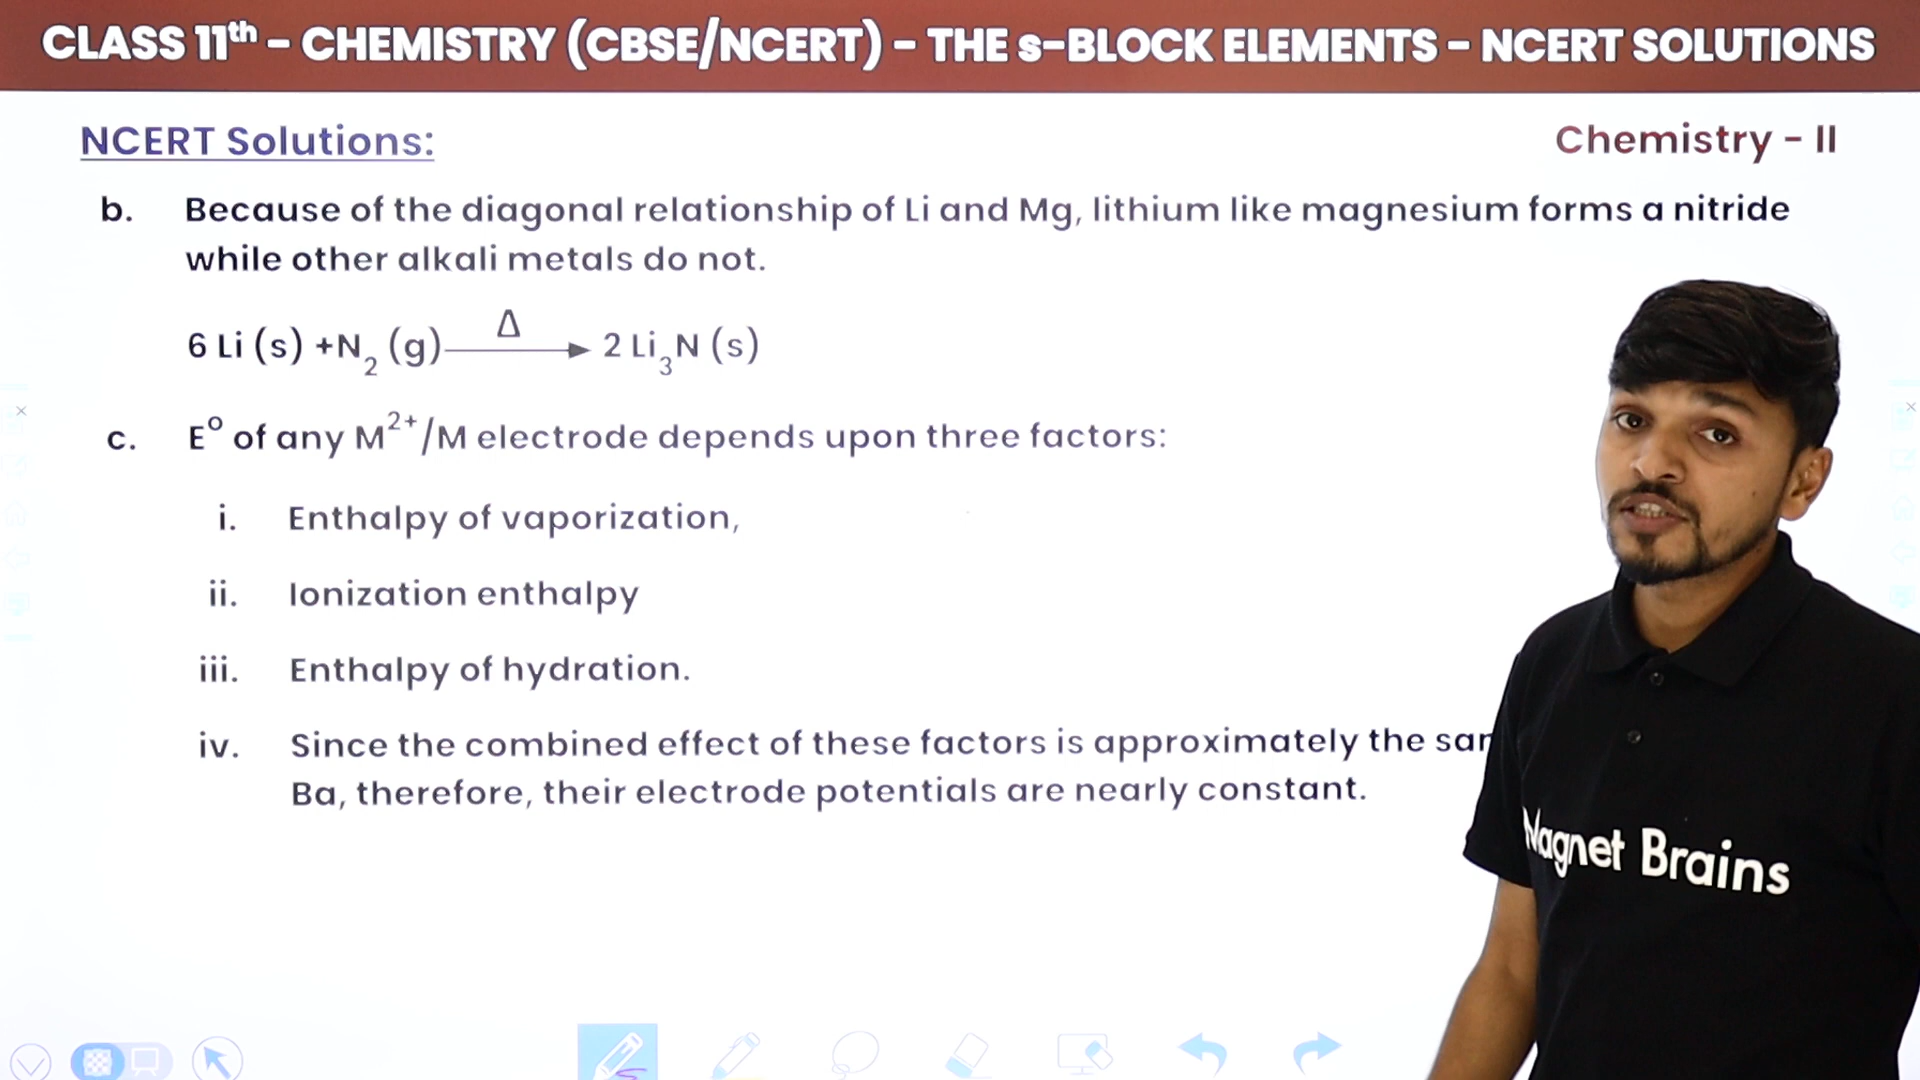 CLASS 11th - CHEMISTRY (CBSE/NCERT) - THE s-BLOCK ELEMENTS - NCERT SOLUTIONS
NCERT Solutions:
Chemistry - II
b. Because of the diagonal relationship of Li and Mg, lithium like magnesium forms a nitride
while other alkali metals do not.
6 Li (s) +N₂ (g) —Δ→ 2 Li₃N (s)
c. E° of any M²⁺/M electrode depends upon three factors:
i. Enthalpy of vaporization,
ii. Ionization enthalpy
iii. Enthalpy of hydration.
iv. Since the combined effect of these factors is approximately the
Ba, therefore, their electrode potentials are nearly constant.
Magnet Brains